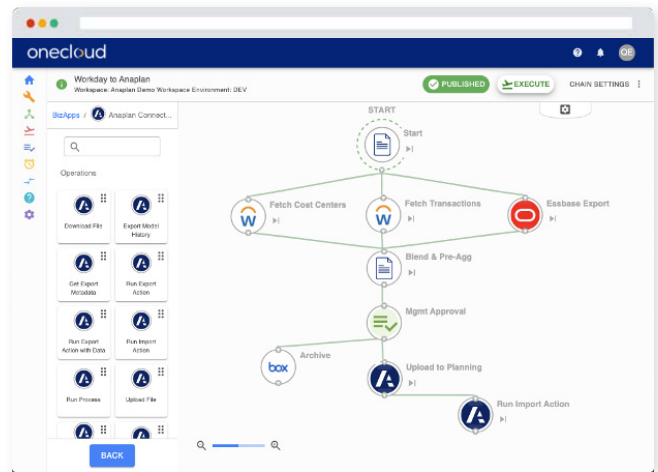 onecloud
OE
Workday to Anaplan
Workspace: Anaplan Demo Workspace Environment: DEV
PUBLISHED
EXECUTE
CHAIN SETTINGS
BizApps / Anaplan Connect...
Operations
Download File
Export Model
History
Get Export
Metadata
Run Export
Action
Run Export
Action with Data
Run Import
Action
Run Process
Upload File
BACK
START
Start
Fetch Cost Centers
Fetch Transactions
Essbase Export
Blend & Pre-Agg
Mgmt Approval
Archive
box
Upload to Planning
Run Import Action